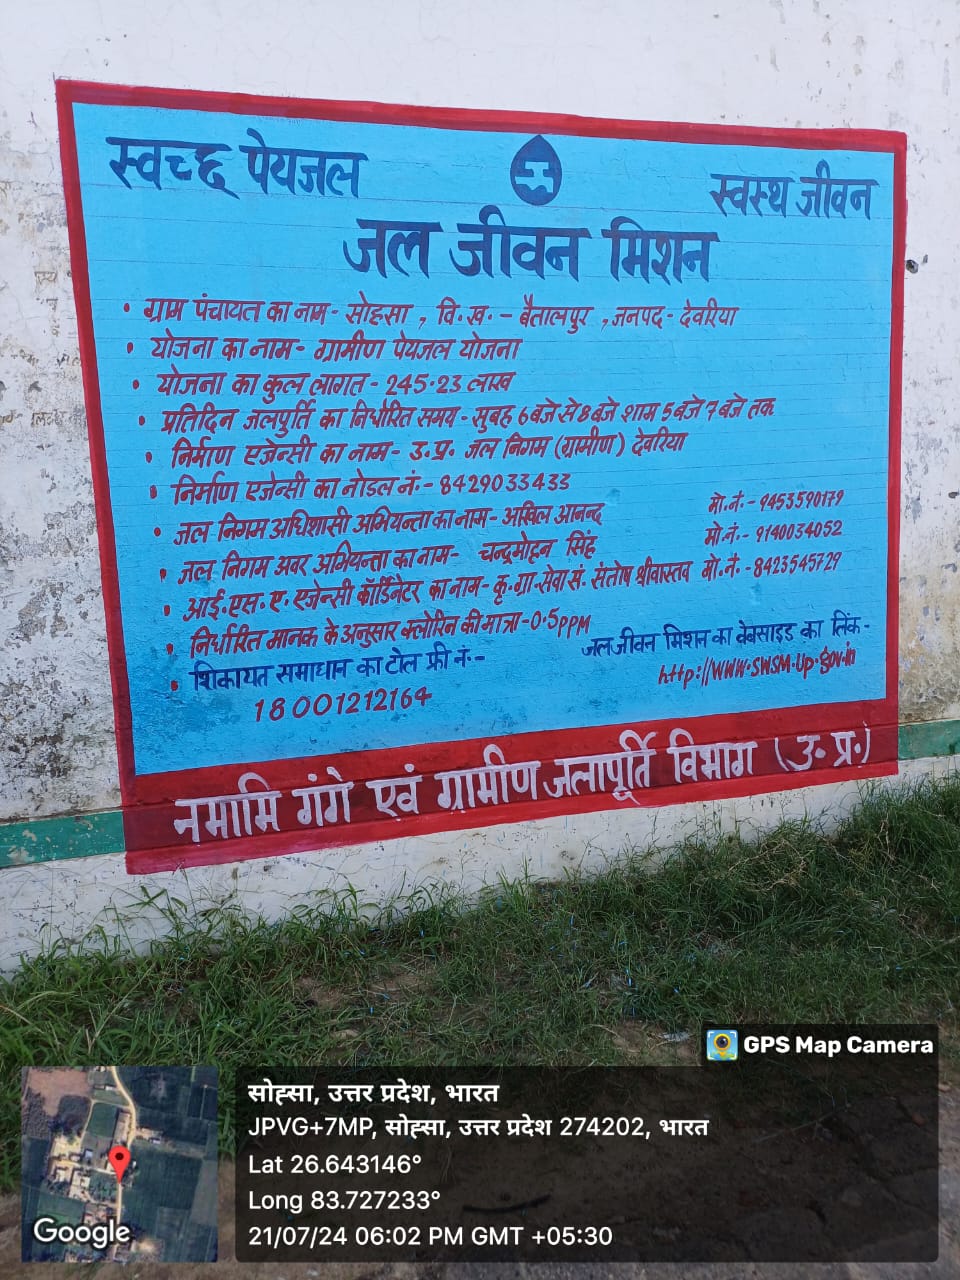 स्वच्छ पेयजल
स्वस्थ जीवन
जल जीवन मिशन
• ग्राम पंचायत का नाम- सोहसा , वि. ख. - बैतालपुर , जनपद- देवरिया
• योजना का नाम- ग्रामीण पेयजल योजना
• योजना का कुल लागत- 245.23 लाख
• प्रतिदिन जलपुर्ति का निर्धारित समय- सुबह 6 बजे से 8 बजे शाम 5 बजे 7 बजे तक
• निर्माण एजेन्सी का नाम- उ.प्र. जल निगम (ग्रामीण) देवरिया
• निर्माण एजेन्सी का नोडल नं.- 8429033433
• जल निगम अधिशासी अभियन्ता का नाम- अखिल आनन्द मो.नं.- 9453590179
• जल निगम अवर अभियन्ता का नाम- चन्द्रमोहन सिंह मो.नं.- 9140034052
• आई.एस.ए. एजेन्सी कॉर्डिनेटर का नाम- कृ.ग्रा.सेवा सं. संतोष श्रीवास्तव मो.नं.- 8423545729
• निर्धारित मानक के अनुसार क्लोरिन की मात्रा- 0.5 PPM
• शिकायत समाधान का टोल फ्री नं.-
18001212164
जल जीवन मिशन का वेबसाइड का लिंक-
http://www.swsm.up.gov.in
नमामि गंगे एवं ग्रामीण जलापूर्ति विभाग (उ. प्र.)
GPS Map Camera
सोह्सा, उत्तर प्रदेश, भारत
JPVG+7MP, सोह्सा, उत्तर प्रदेश 274202, भारत
Lat 26.643146°
Long 83.727233°
21/07/24 06:02 PM GMT +05:30
Google